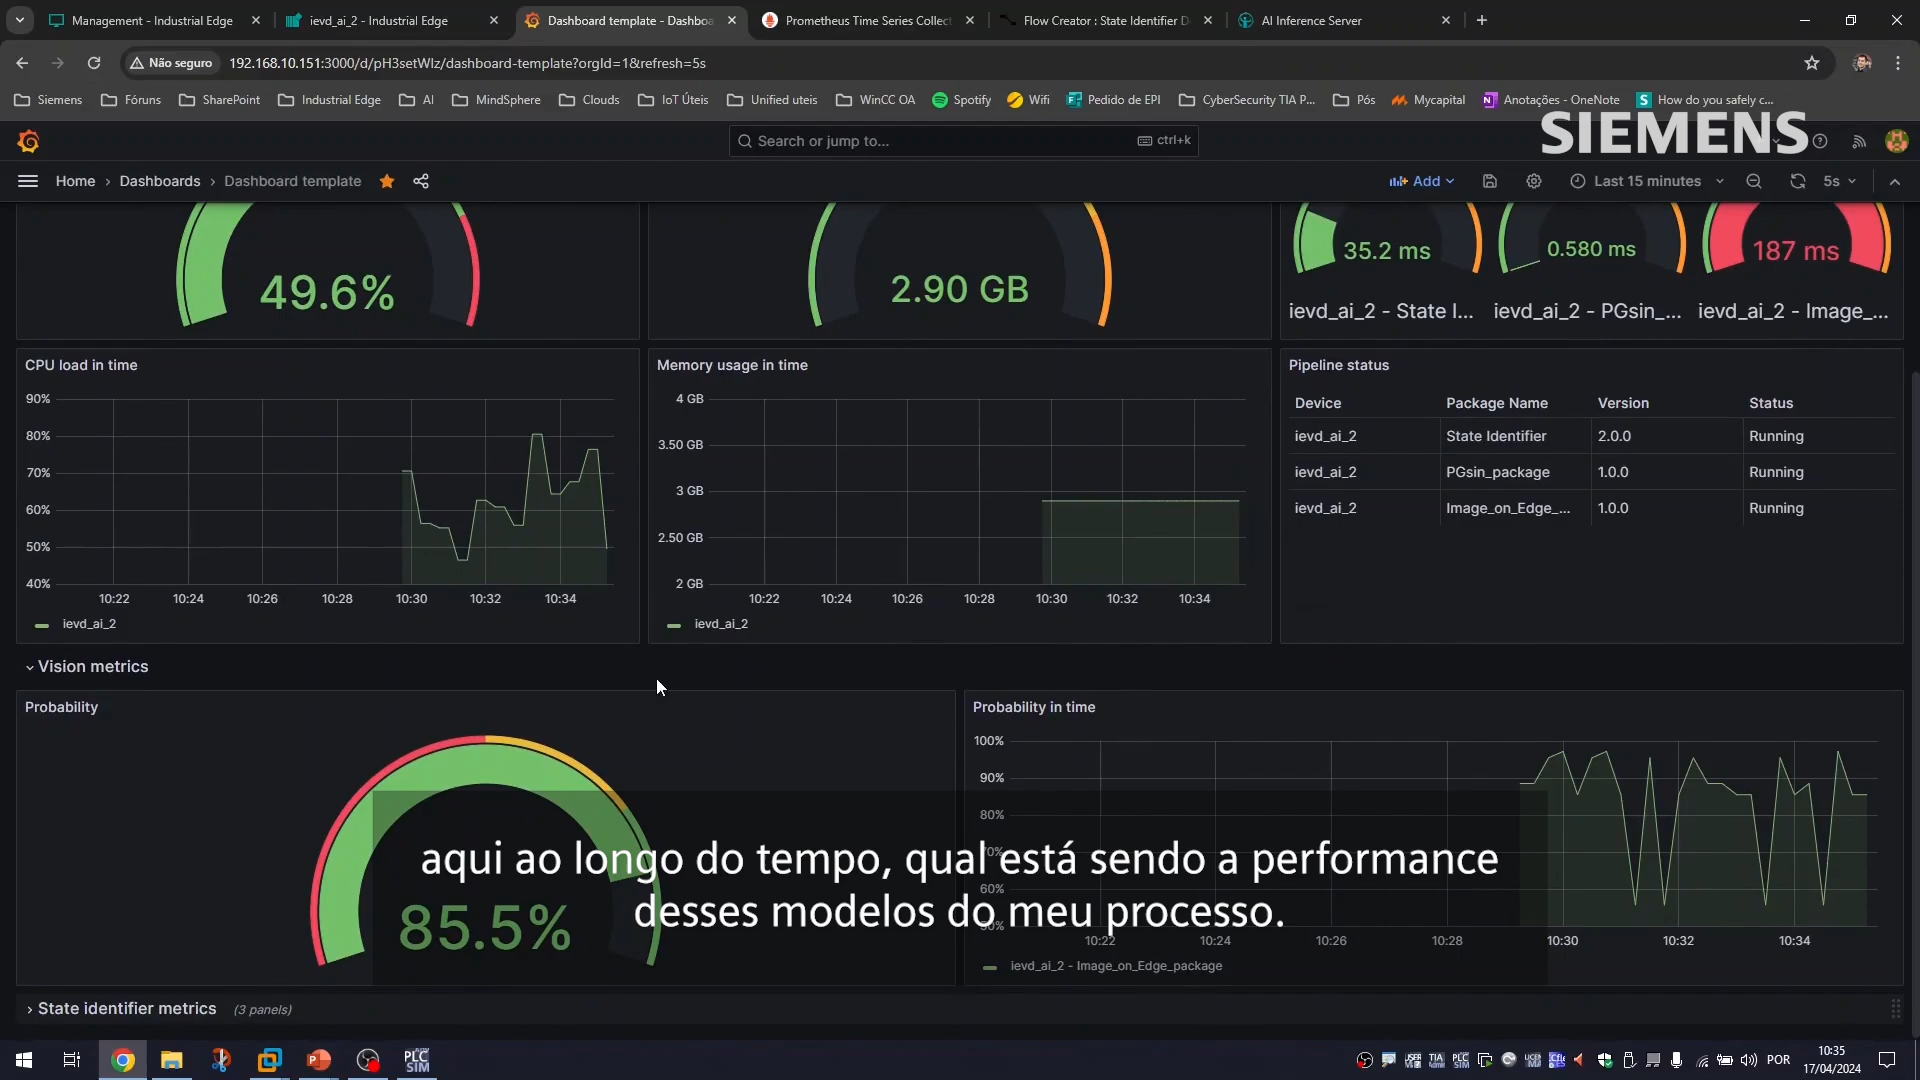 Management - Industrial Edge
ievd_ai_2 - Industrial Edge
Dashboard template - Dashbo
Prometheus Time Series Collect
Flow Creator : State Identifier D
AI Inference Server
Não seguro
192.168.10.151:3000/d/pH3setWIz/dashboard-template?orgId=1&refresh=5s
Siemens
Fóruns
SharePoint
Industrial Edge
AI
MindSphere
Clouds
IoT Úteis
Unified uteis
WinCC OA
Spotify
Wifi
Pedido de EPI
CyberSecurity TIA P...
Pós
Mycapital
Anotações - OneNote
How do you safely c...
SIEMENS
Search or jump to...
ctrl+k
Home › Dashboards › Dashboard template
Add
Last 15 minutes
5s
49.6%
2.90 GB
35.2 ms
0.580 ms
187 ms
ievd_ai_2 - State I...
ievd_ai_2 - PGsin_...
ievd_ai_2 - Image_...
CPU load in time
90%
80%
70%
60%
50%
40%
10:22 10:24 10:26 10:28 10:30 10:32 10:34
ievd_ai_2
Memory usage in time
4 GB
3.50 GB
3 GB
2.50 GB
2 GB
10:22 10:24 10:26 10:28 10:30 10:32 10:34
ievd_ai_2
Pipeline status
Device Package Name Version Status
ievd_ai_2 State Identifier 2.0.0 Running
ievd_ai_2 PGsin_package 1.0.0 Running
ievd_ai_2 Image_on_Edge_... 1.0.0 Running
Vision metrics
Probability
85.5%
Probability in time
100%
90%
80%
60%
10:22 10:24 10:26 10:28 10:30 10:32 10:34
ievd_ai_2 - Image_on_Edge_package
aqui ao longo do tempo, qual está sendo a performance
desses modelos do meu processo.
State identifier metrics (3 panels)
PLC
SIM
POR
10:35
17/04/2024